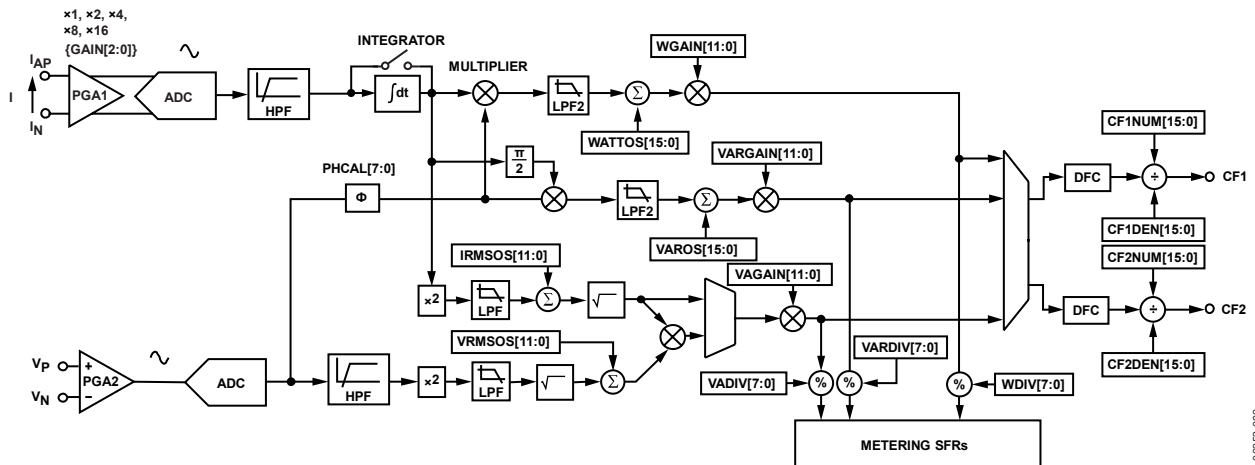 ×1, ×2, ×4,
×8, ×16
{GAIN[2:0]}
I
IAP
IN
PGA1
ADC
HPF
INTEGRATOR
∫dt
MULTIPLIER
LPF2
Σ
WATTOS[15:0]
WGAIN[11:0]
π
2
PHCAL[7:0]
Φ
LPF2
Σ
VAROS[15:0]
VARGAIN[11:0]
IRMSOS[11:0]
×2
LPF
Σ
√
VAGAIN[11:0]
VRMSOS[11:0]
VP
VN
+
−
PGA2
ADC
HPF
×2
LPF
√
Σ
VADIV[7:0]
%
%
VARDIV[7:0]
%
WDIV[7:0]
METERING SFRs
CF1NUM[15:0]
DFC
÷
CF1
CF1DEN[15:0]
CF2NUM[15:0]
DFC
÷
CF2
CF2DEN[15:0]